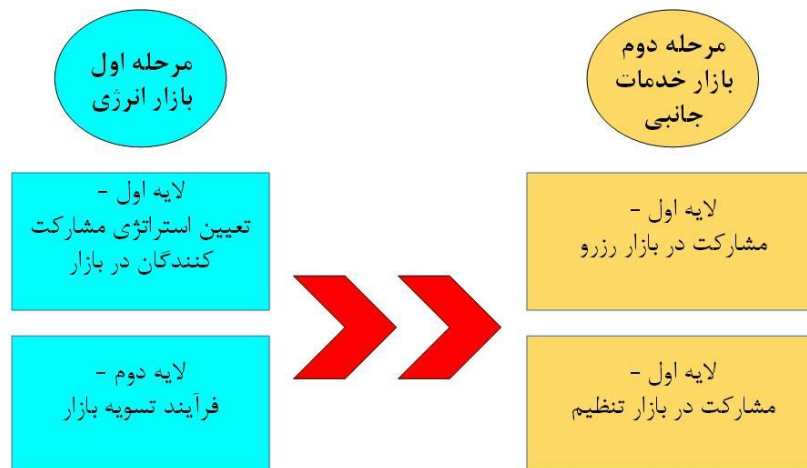 مرحله اول
بازار انرژی
لایه اول -
تعیین استراتژی مشارکت
کنندگان در بازار
لایه دوم -
فرآیند تسویه بازار
مرحله دوم
بازار خدمات
جانبی
لایه اول -
مشارکت در بازار رزرو
لایه اول -
مشارکت در بازار تنظیم